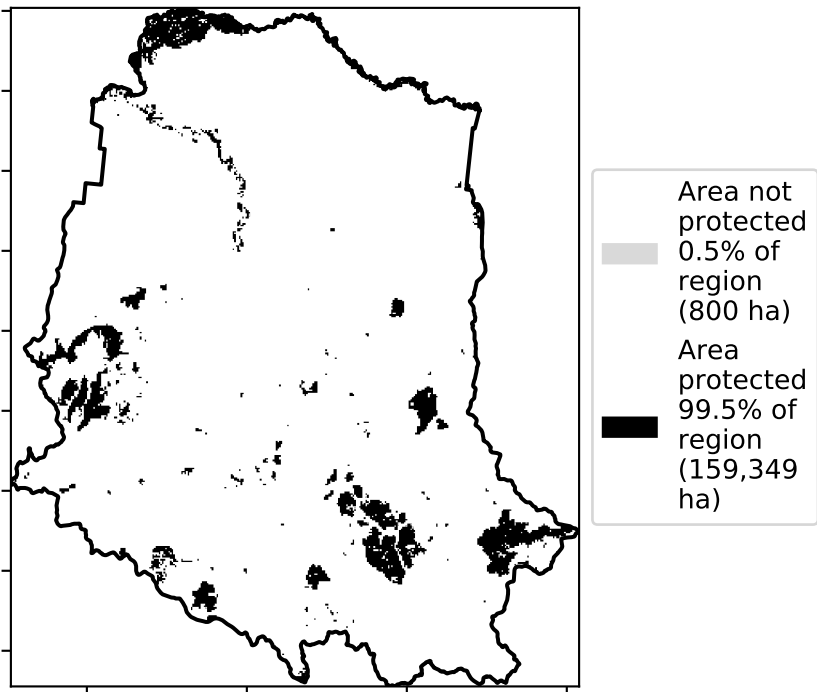 Area not
protected
0.5% of
region
(800 ha)
Area
protected
99.5% of
region
(159,349
ha)